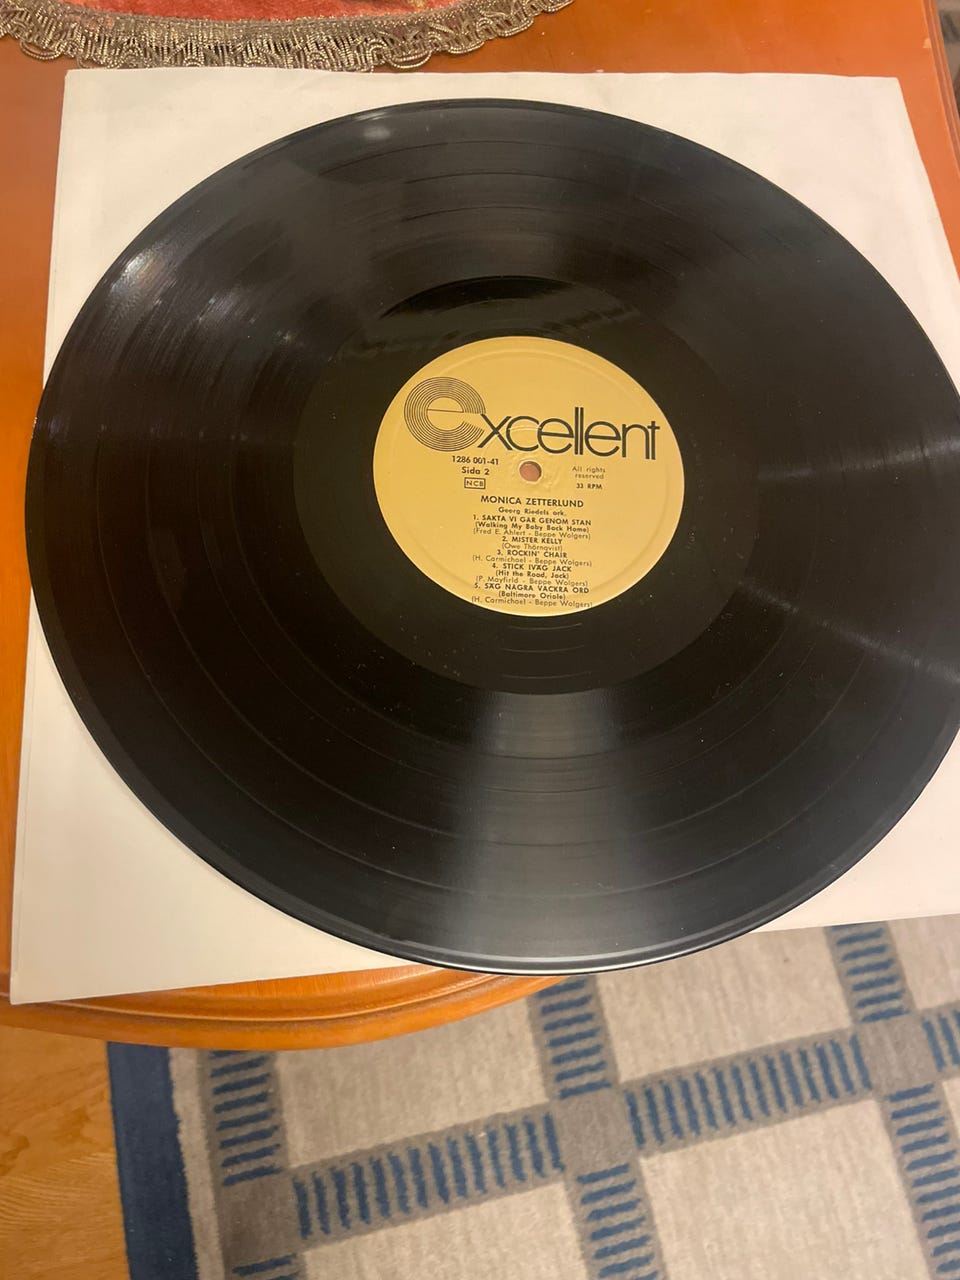 excellent
1286 001-41
Sida 2
NCB
All rights
reserved
33 RPM
MONICA ZETTERLUND
Georg Riedels ork.
1. SAKTA VI GÅR GENOM STAN
(Walking My Baby Back Home)
(Fred E. Ahlert - Beppe Wolgers)
2. MISTER KELLY
(Owe Thörnqvist)
3. ROCKIN' CHAIR
(H. Carmichael - Beppe Wolgers)
4. STICK IVÄG JACK
(Hit the Road, Jack)
(P. Mayfirld - Beppe Wolgers)
5. SÄG NÅGRA VACKRA ORD
(Baltimore Oriole)
(H. Carmichael - Beppe Wolgers)